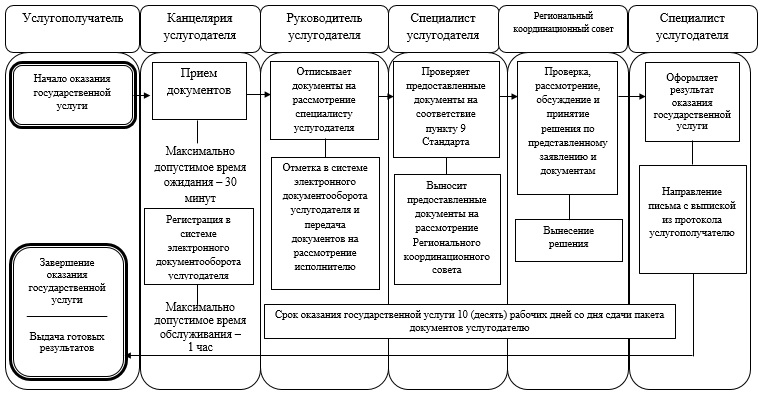 Услугополучатель
Канцелярия
услугодателя
Руководитель
услугодателя
Специалист
услугодателя
Региональный
координационный совет
Специалист
услугодателя
Начало оказания
государственной
услуги
Прием
документов
Максимально
допустимое время
ожидания – 30
минут
Регистрация в
системе
электронного
документооборота
услугодателя
Максимально
допустимое время
обслуживания –
1 час
Отписывает
документы на
рассмотрение
специалисту
услугодателя
Отметка в системе
электронного
документооборота
услугодателя и
передача
документов на
рассмотрение
исполнителю
Проверяет
предоставленные
документы на
соответствие
пункту 9
Стандарта
Выносит
предоставленные
документы на
рассмотрение
Регионального
координационного
совета
Проверка,
рассмотрение,
обсуждение и
принятие
решения по
представленному
заявлению и
документам
Вынесение
решения
Оформляет
результат
оказания
государственной
услуги
Направление
письма с выпиской
из протокола
услугополучателю
Срок оказания государственной услуги 10 (десять) рабочих дней со дня сдачи пакета
документов услугодателю
Завершение
оказания
государственной
услуги
Выдача готовых
результатов